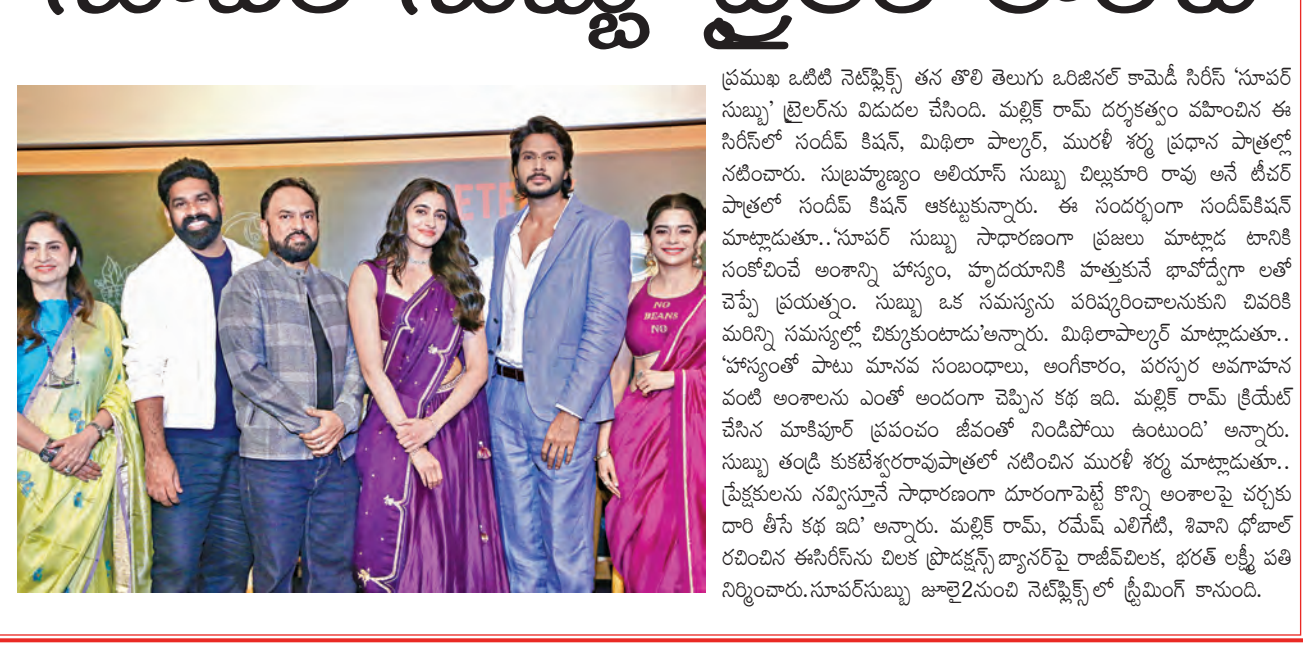 సూపర్ సుబ్బు ట్రైలర్
ప్రముఖ ఒటిటి నెట్‌ఫ్లిక్స్ తన తొలి తెలుగు ఒరిజినల్ కామెడీ సిరీస్ ‘సూపర్
సుబ్బు’ ట్రైలర్‌ను విడుదల చేసింది. మల్లిక్ రామ్ దర్శకత్వం వహించిన ఈ
సిరీస్‌లో సందీప్ కిషన్, మిథిలా పాల్కర్, మురళీ శర్మ ప్రధాన పాత్రల్లో
నటించారు. సుబ్రహ్మణ్యం అలియాస్ సుబ్బు చిల్లుకూరి రావు అనే టీచర్
పాత్రలో సందీప్ కిషన్ ఆకట్టుకున్నారు. ఈ సందర్భంగా సందీప్‌కిషన్
మాట్లాడుతూ..‘సూపర్ సుబ్బు సాధారణంగా ప్రజలు మాట్లాడ టానికి
సంకోచించే అంశాన్ని హాస్యం, హృదయానికి హత్తుకునే భావోద్వేగా లతో
చెప్పే ప్రయత్నం. సుబ్బు ఒక సమస్యను పరిష్కరించాలనుకుని చివరికి
మరిన్ని సమస్యల్లో చిక్కుకుంటాడు’అన్నారు. మిథిలాపాల్కర్ మాట్లాడుతూ..
‘హాస్యంతో పాటు మానవ సంబంధాలు, అంగీకారం, పరస్పర అవగాహన
వంటి అంశాలను ఎంతో అందంగా చెప్పిన కథ ఇది. మల్లిక్ రామ్ క్రియేట్
చేసిన మాకిపూర్ ప్రపంచం జీవంతో నిండిపోయి ఉంటుంది’ అన్నారు.
సుబ్బు తండ్రి కుకటేశ్వరరావుపాత్రలో నటించిన మురళీ శర్మ మాట్లాడుతూ..
ప్రేక్షకులను నవ్విస్తూనే సాధారణంగా దూరంగాపెట్టే కొన్ని అంశాలపై చర్చకు
దారి తీసే కథ ఇది’ అన్నారు. మల్లిక్ రామ్, రమేష్ ఎలిగేటి, శివాని ధోబాల్
రచించిన ఈసిరీస్‌ను చిలక ప్రొడక్షన్స్ బ్యానర్‌పై రాజీవ్‌చిలక, భరత్ లక్ష్మీ పతి
నిర్మించారు.సూపర్‌సుబ్బు జూలై2నుంచి నెట్‌ఫ్లిక్స్ లో స్ట్రీమింగ్ కానుంది.
NO
BEANS
NO